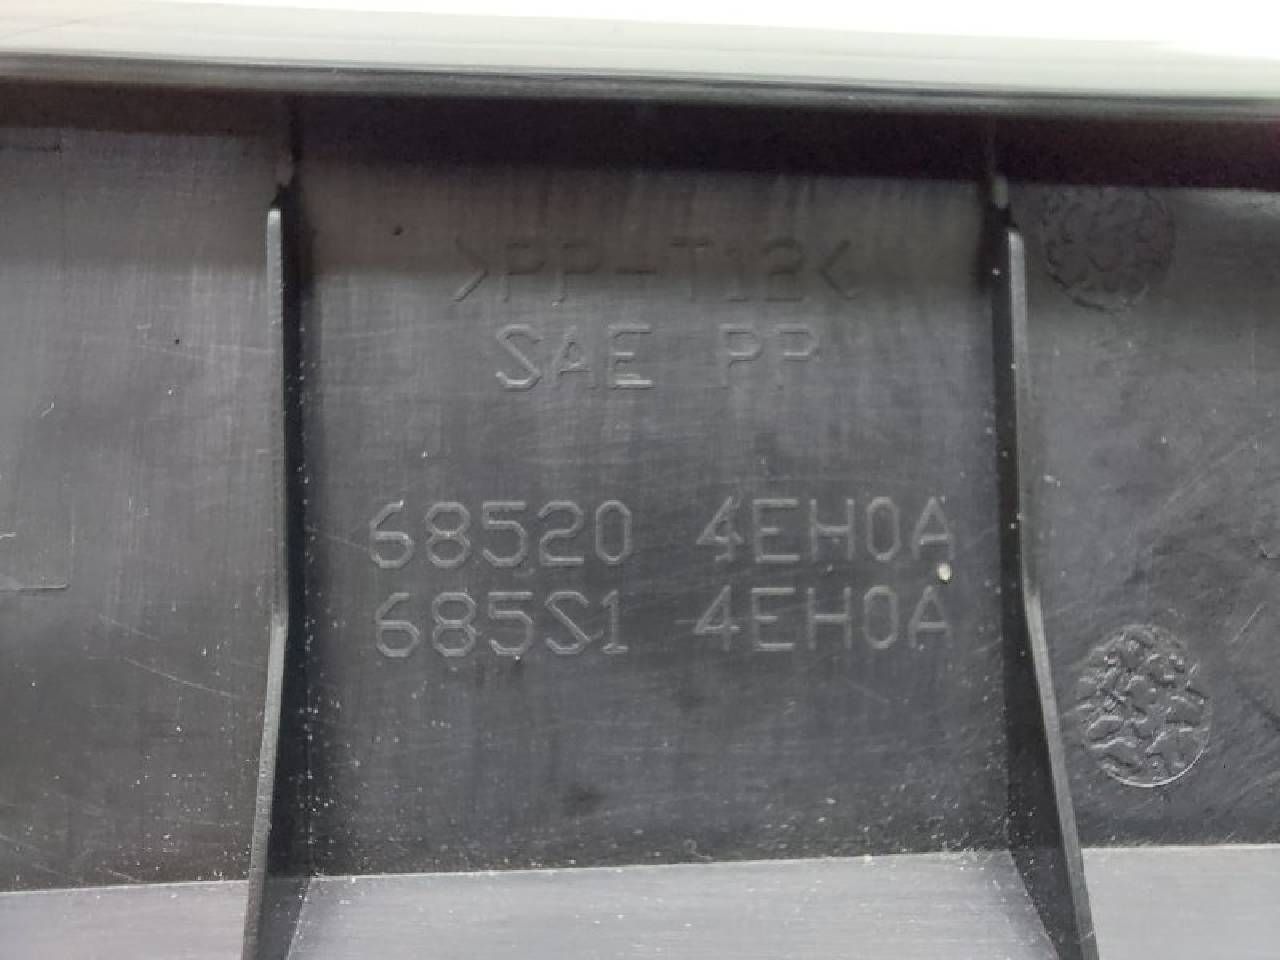 >PP-T12<
SAE PP
68520 4EH0A
685S1 4EH0A